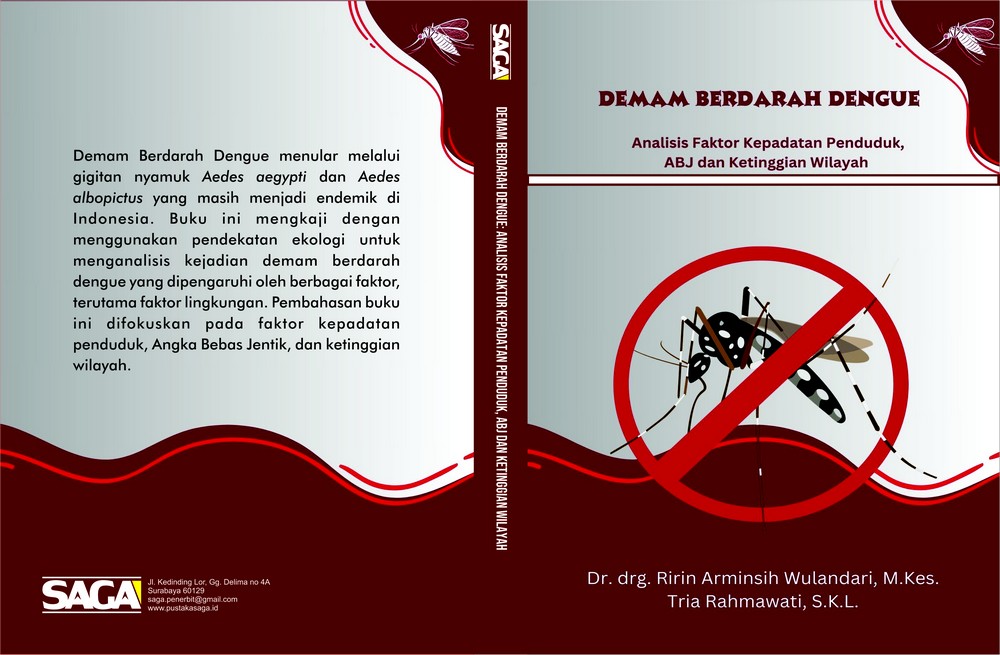 Demam Berdarah Dengue menular melalui
gigitan nyamuk Aedes aegypti dan Aedes
albopictus yang masih menjadi endemik di
Indonesia. Buku ini mengkaji dengan
menggunakan pendekatan ekologi untuk
menganalisis kejadian demam berdarah
dengue yang dipengaruhi oleh berbagai faktor,
terutama faktor lingkungan. Pembahasan buku
ini difokuskan pada faktor kepadatan
penduduk, Angka Bebas Jentik, dan ketinggian
wilayah.
SAGA
Jl. Kedinding Lor, Gg. Delima no 4A
Surabaya 60129
saga.penerbit@gmail.com
www.pustakasaga.id
SAGA
DEMAM BERDARAH DENGUE: ANALISIS FAKTOR KEPADATAN PENDUDUK, ABJ DAN KETINGGIAN WILAYAH
DEMAM BERDARAH DENGUE
Analisis Faktor Kepadatan Penduduk,
ABJ dan Ketinggian Wilayah
Dr. drg. Ririn Arminsih Wulandari, M.Kes.
Tria Rahmawati, S.K.L.